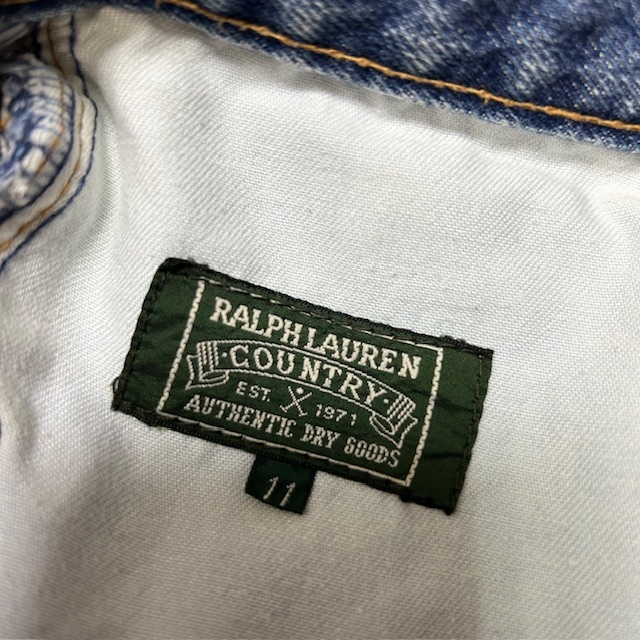 RALPH LAUREN
COUNTRY
EST. 1971
AUTHENTIC DRY GOODS
11